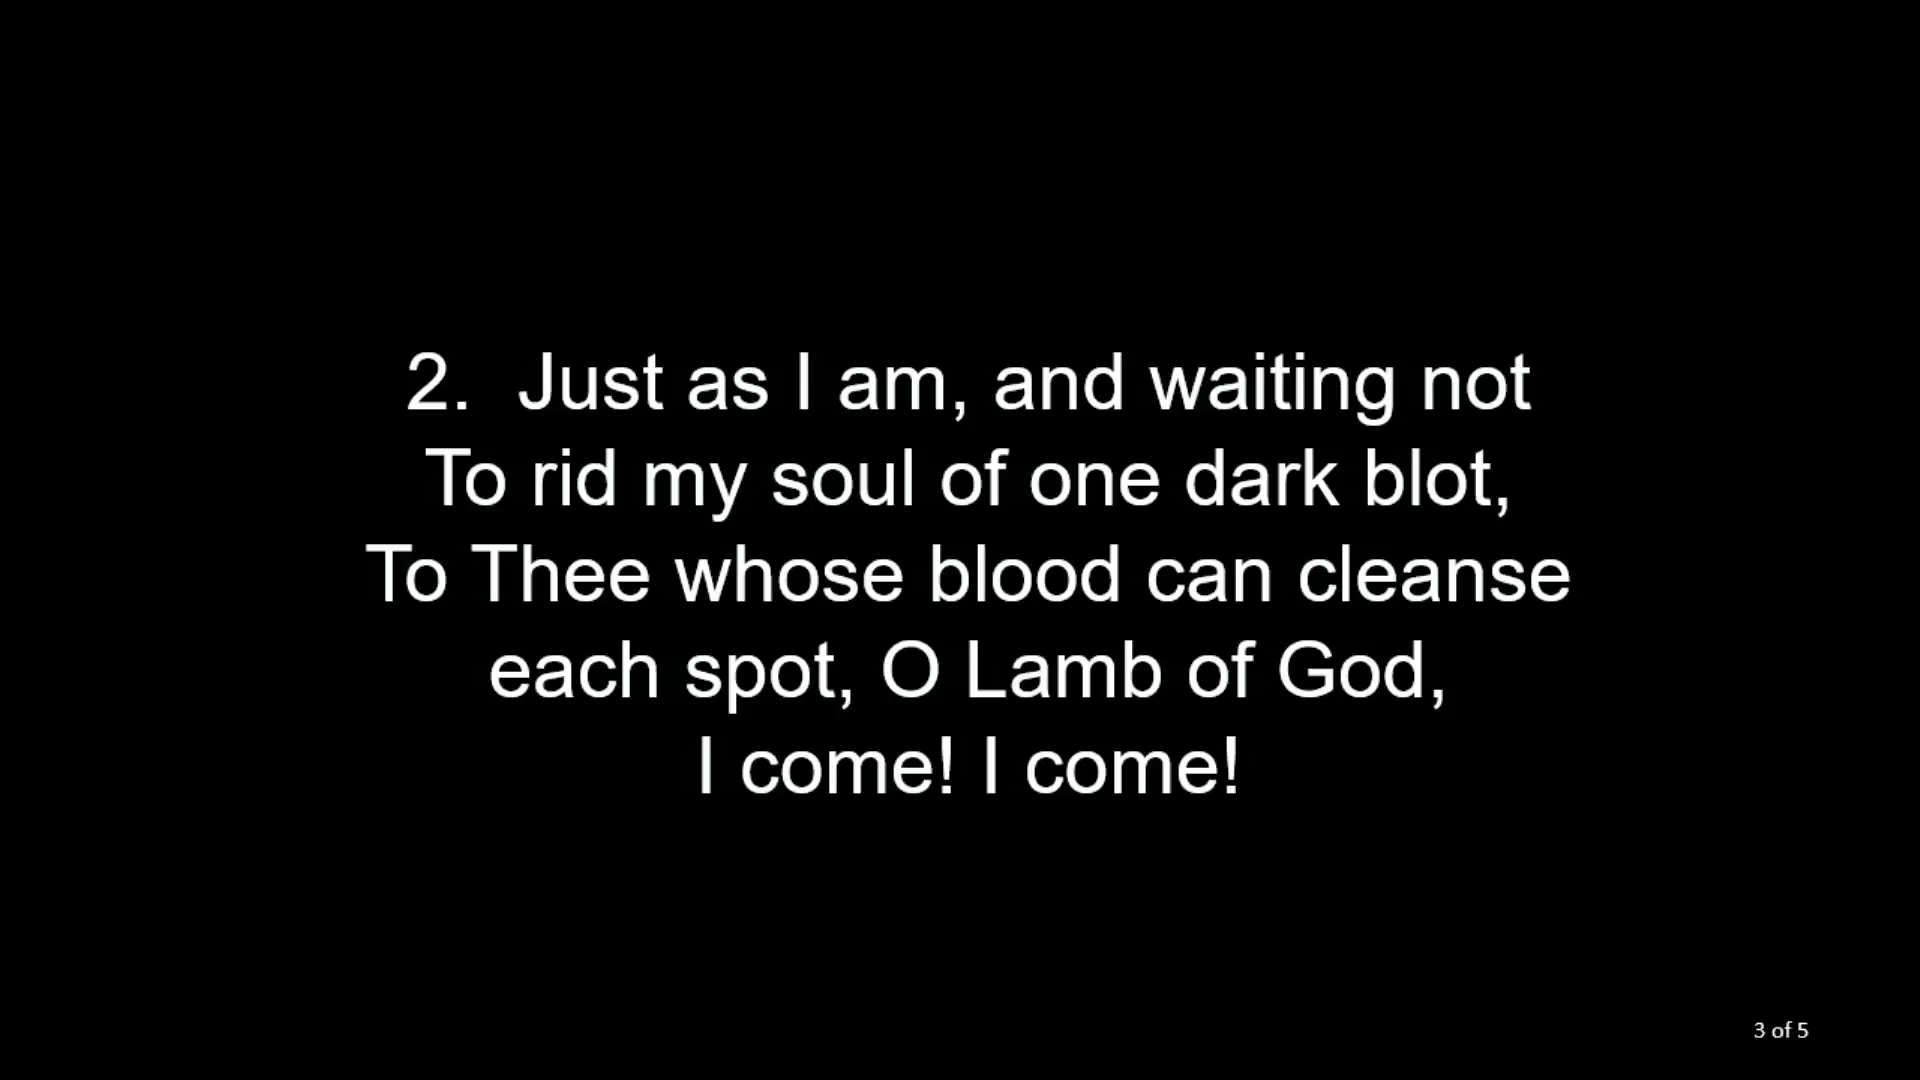 2.  Just as I am, and waiting not
To rid my soul of one dark blot,
To Thee whose blood can cleanse
each spot, O Lamb of God,
I come! I come!
3 of 5